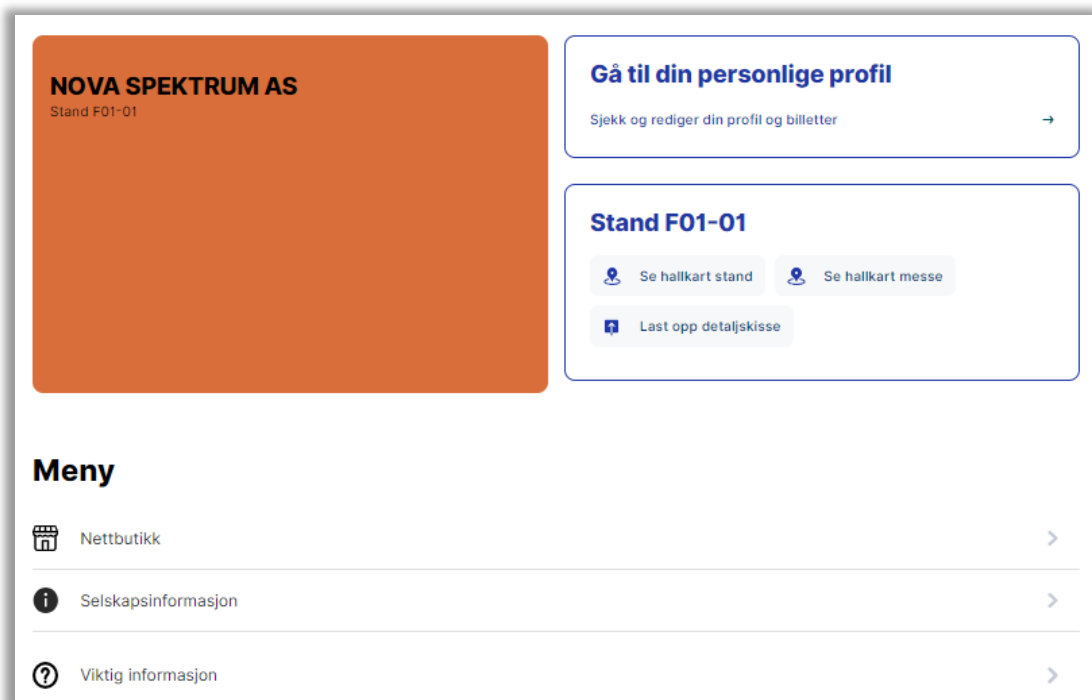 NOVA SPEKTRUM AS
Stand F01-01
Gå til din personlige profil
Sjekk og rediger din profil og billetter
Stand F01-01
Se hallkart stand
Se hallkart messe
Last opp detaljskisse
Meny
Nettbutikk
Selskapsinformasjon
Viktig informasjon